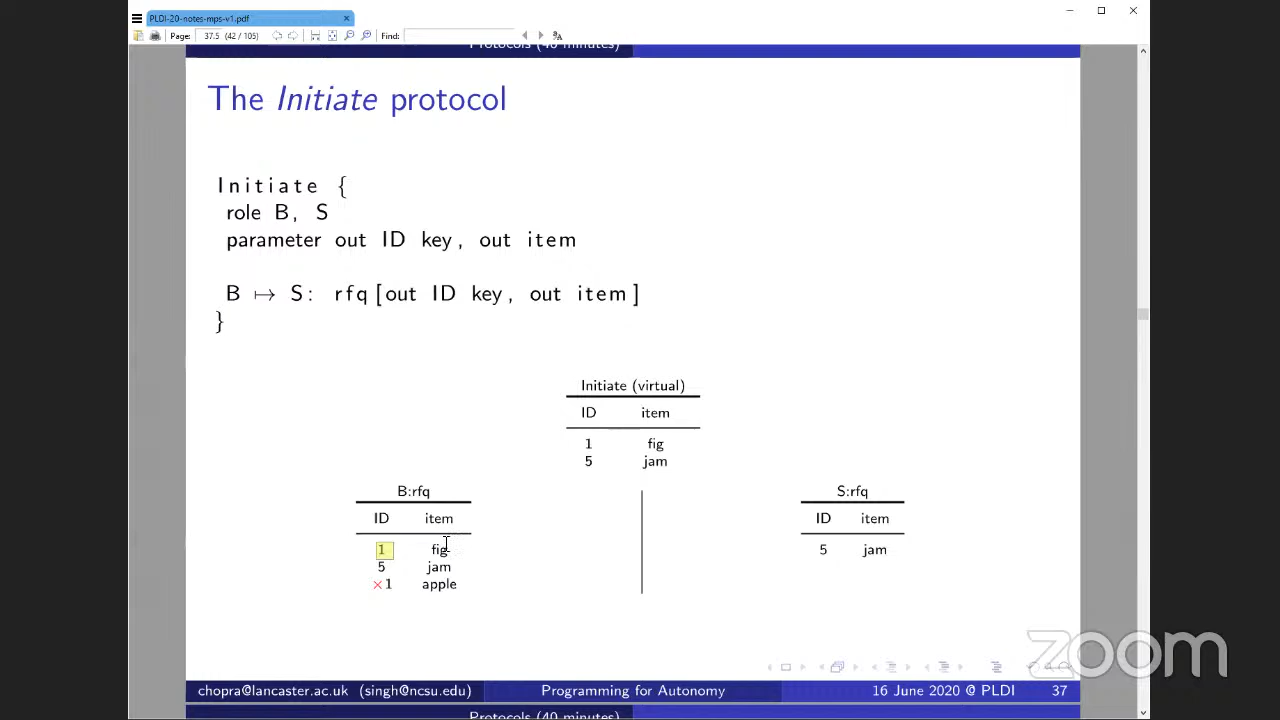 PLDI-20-notes-mps-v1.pdf
Page: 37.5 (42 / 105) Find:
Protocols (40 minutes)
The Initiate protocol
Initiate {
role B, S
parameter out ID key, out item
B ↦ S: rfq[out ID key, out item]
}
Initiate (virtual)
ID item
1 fig
5 jam
B:rfq
ID item
1 fig
5 jam
×1 apple
S:rfq
ID item
5 jam
zoom
chopra@lancaster.ac.uk (singh@ncsu.edu) Programming for Autonomy 16 June 2020 @ PLDI 37
Protocols (40 minutes)